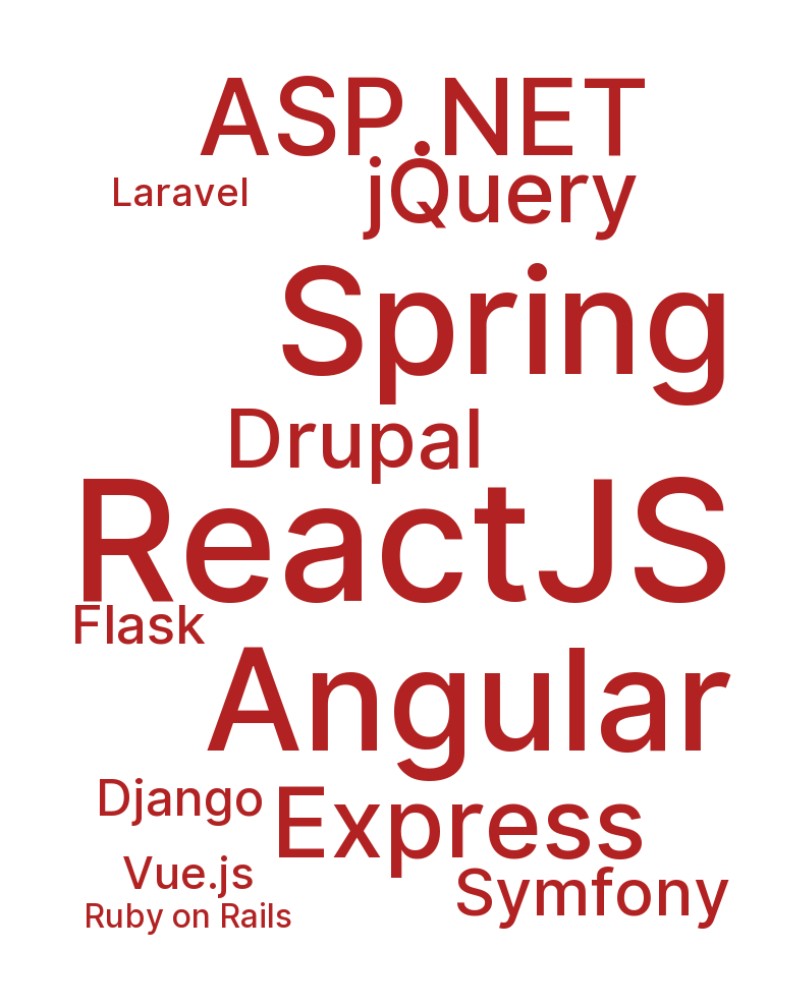 ASP.NET
Laravel
jQuery
Spring
Drupal
ReactJS
Flask
Angular
Django
Express
Vue.js
Symfony
Ruby on Rails